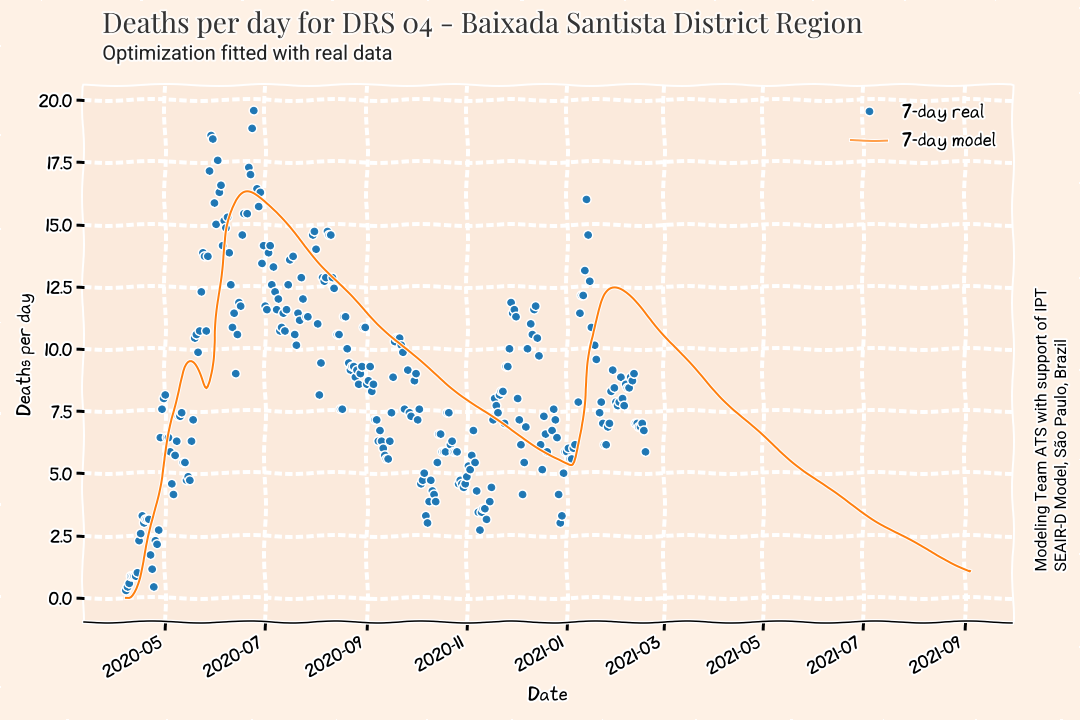 Deaths per day for DRS 04 - Baixada Santista District Region
Optimization fitted with real data
20.0
17.5
15.0
12.5
10.0
7.5
5.0
2.5
0.0
Deaths per day
7-day real
7-day model
2020-05
2020-07
2020-09
2020-11
2021-01
2021-03
2021-05
2021-07
2021-09
Date
Modeling Team ATS with support of IPT
SEAIR-D Model, São Paulo, Brazil